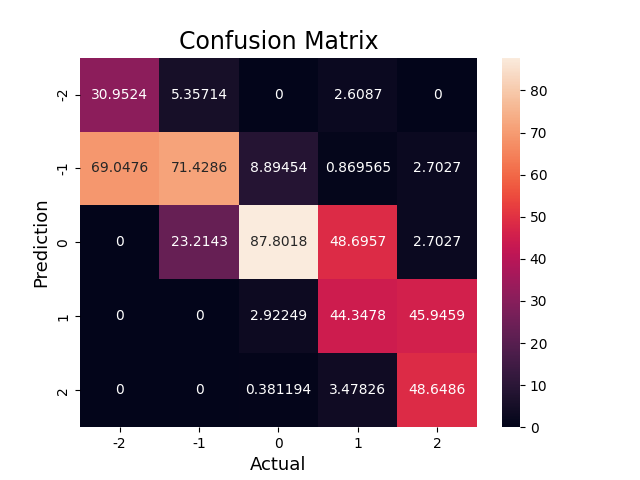 Confusion Matrix
-2 30.9524 5.35714 0 2.6087 0
-1 69.0476 71.4286 8.89454 0.869565 2.7027
0 0 23.2143 87.8018 48.6957 2.7027
1 0 0 2.92249 44.3478 45.9459
2 0 0 0.381194 3.47826 48.6486
-2 -1 0 1 2
Prediction
Actual
80
70
60
50
40
30
20
10
0